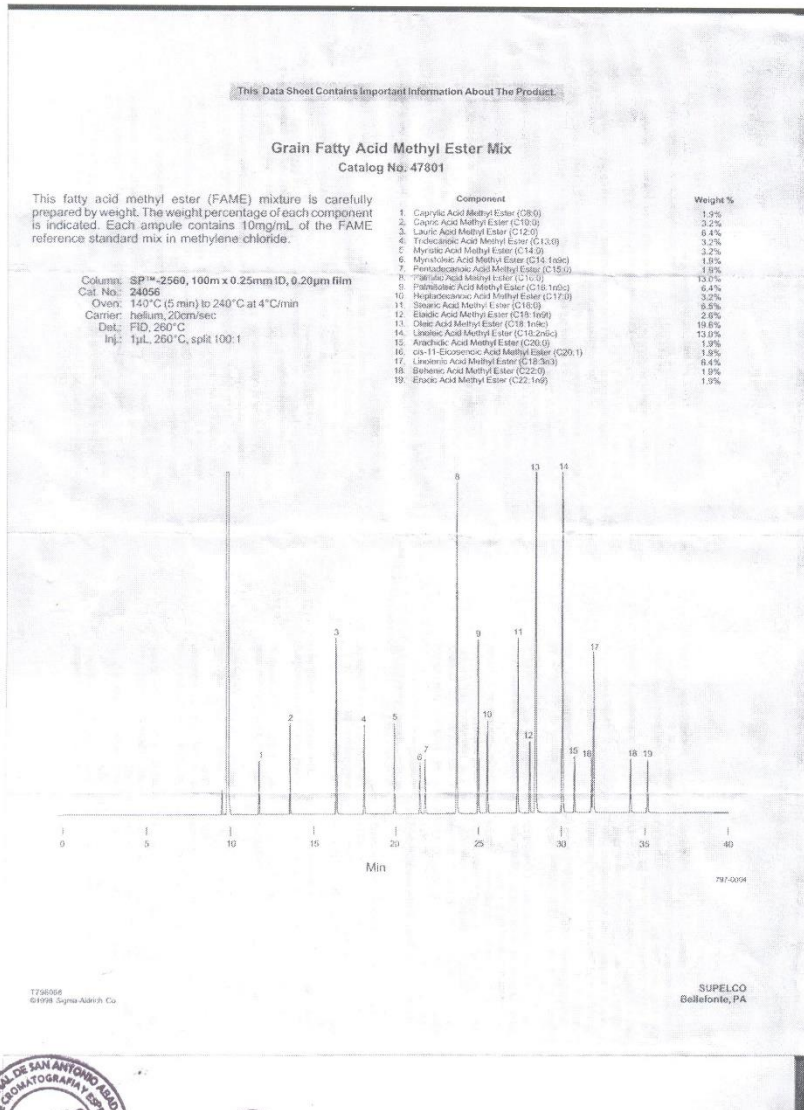 This Data Sheet Contains Important Information About The Product.
Grain Fatty Acid Methyl Ester Mix
Catalog No. 47801
This fatty acid methyl ester (FAME) mixture is carefully
prepared by weight. The weight percentage of each component
is indicated. Each ampule contains 10mg/mL of the FAME
reference standard mix in methylene chloride.
Column: SP™-2560, 100m x 0.25mm ID, 0.20µm film
Cat. No.: 24056
Oven: 140°C (5 min) to 240°C at 4°C/min
Carrier: helium, 20cm/sec
Det.: FID, 260°C
Inj.: 1µL, 260°C, split 100:1
Component Weight %
1. Caprylic Acid Methyl Ester (C8:0) 1.9%
2. Capric Acid Methyl Ester (C10:0) 3.2%
3. Lauric Acid Methyl Ester (C12:0) 6.4%
4. Tridecanoic Acid Methyl Ester (C13:0) 3.2%
5. Myristic Acid Methyl Ester (C14:0) 3.2%
6. Myristoleic Acid Methyl Ester (C14:1n9c) 1.9%
7. Pentadecanoic Acid Methyl Ester (C15:0) 1.9%
8. Palmitic Acid Methyl Ester (C16:0) 13.0%
9. Palmitoleic Acid Methyl Ester (C16:1n9c) 6.4%
10. Heptadecanoic Acid Methyl Ester (C17:0) 3.2%
11. Stearic Acid Methyl Ester (C18:0) 6.5%
12. Elaidic Acid Methyl Ester (C18:1n9t) 2.6%
13. Oleic Acid Methyl Ester (C18:1n9c) 19.6%
14. Linoleic Acid Methyl Ester (C18:2n6c) 13.0%
15. Arachidic Acid Methyl Ester (C20:0) 1.9%
16. cis-11-Eicosenoic Acid Methyl Ester (C20:1) 1.9%
17. Linolenic Acid Methyl Ester (C18:3n3) 6.4%
18. Behenic Acid Methyl Ester (C22:0) 1.9%
19. Erucic Acid Methyl Ester (C22:1n9) 1.9%
8 13 14
3 9 11 17
2 4 5 10
1 6 7 12 15 16 18 19
0 5 10 15 20 25 30 35 40
Min
797-0094
©1998 Sigma-Aldrich Co.
SUPELCO
Bellefonte, PA
DE SAN ANTONIO ABAD
CROMATOGRAFIA Y